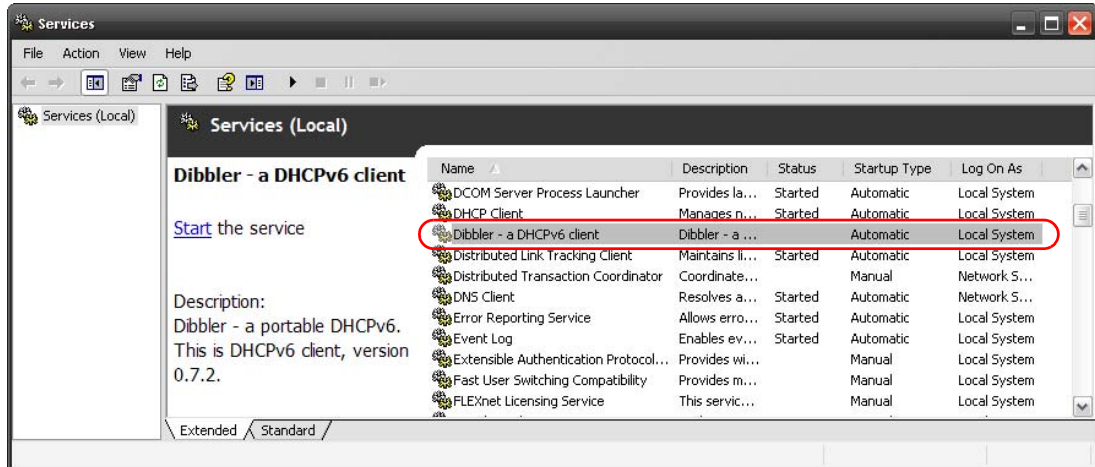 Services
File Action View Help
Services (Local)
Services (Local)
Dibbler - a DHCPv6 client
Start the service
Description:
Dibbler - a portable DHCPv6.
This is DHCPv6 client, version
0.7.2.
Name Description Status Startup Type Log On As
DCOM Server Process Launcher Provides la... Started Automatic Local System
DHCP Client Manages n... Started Automatic Local System
Dibbler - a DHCPv6 client Dibbler - a ... Automatic Local System
Distributed Link Tracking Client Maintains li... Started Automatic Local System
Distributed Transaction Coordinator Coordinate... Manual Network S...
DNS Client Resolves a... Started Automatic Network S...
Error Reporting Service Allows erro... Started Automatic Local System
Event Log Enables ev... Started Automatic Local System
Extensible Authentication Protocol... Provides wi... Manual Local System
Fast User Switching Compatibility Provides m... Manual Local System
FLEXnet Licensing Service This servic... Manual Local System
Extended Standard